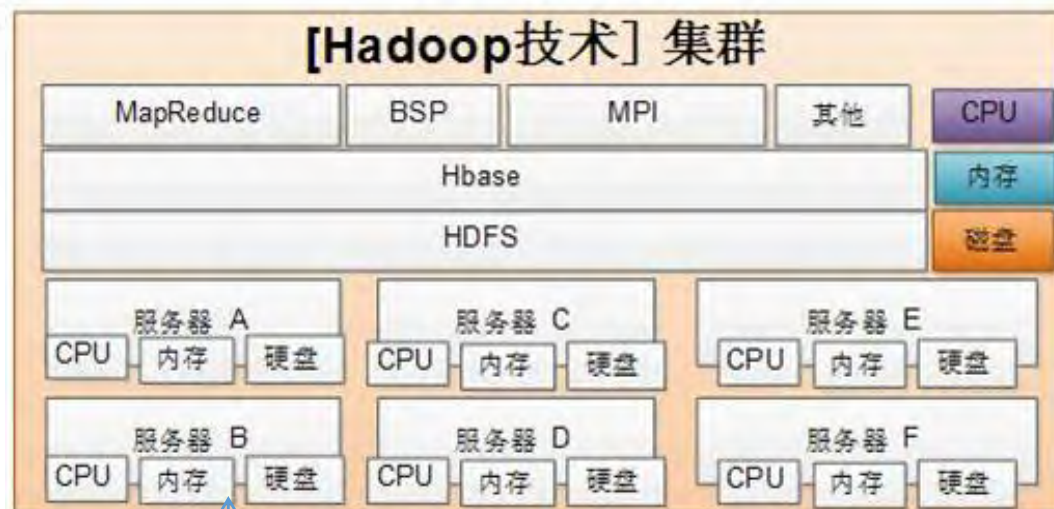 [Hadoop技术] 集群
MapReduce BSP MPI 其他 CPU
Hbase 内存
HDFS 磁盘
服务器 A 服务器 C 服务器 E
CPU 内存 硬盘 CPU 内存 硬盘 CPU 内存 硬盘
服务器 B 服务器 D 服务器 F
CPU 内存 硬盘 CPU 内存 硬盘 CPU 内存 硬盘